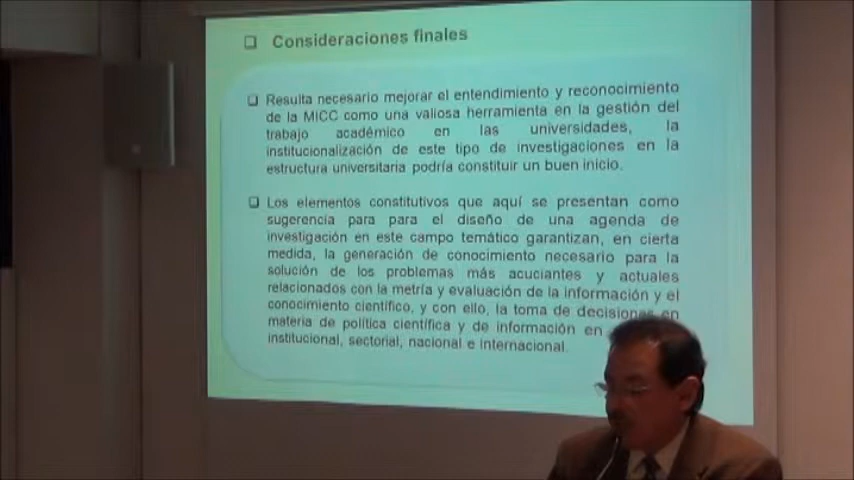 Consideraciones finales
Resulta necesario mejorar el entendimiento y reconocimiento
de la MICC como una valiosa herramienta en la gestión del
trabajo académico en las universidades, la
institucionalización de este tipo de investigaciones en la
estructura universitaria podría constituir un buen inicio.
Los elementos constitutivos que aquí se presentan como
sugerencia para para el diseño de una agenda de
investigación en este campo temático garantizan, en cierta
medida, la generación de conocimiento necesario para la
solución de los problemas más acuciantes y actuales
relacionados con la metría y evaluación de la información y el
conocimiento científico, y con ello, la toma de decisiones en
materia de política científica y de información en
institucional, sectorial, nacional e internacional.